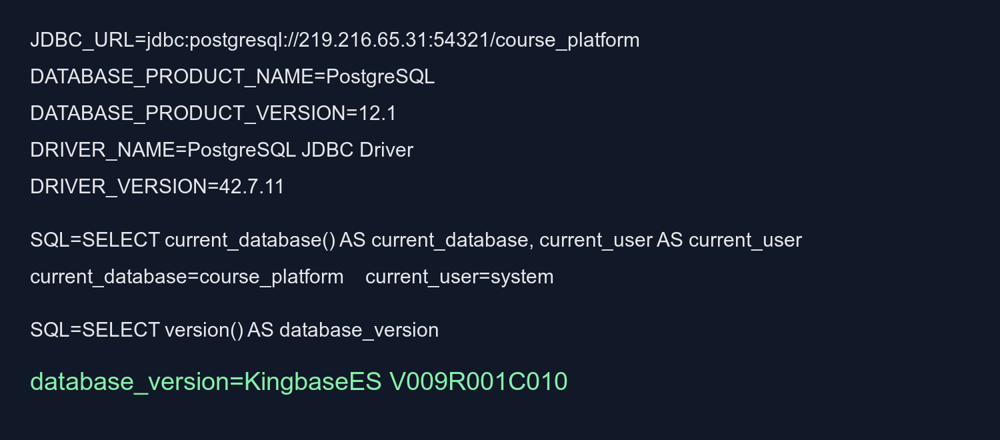 JDBC_URL=jdbc:postgresql://219.216.65.31:54321/course_platform
DATABASE_PRODUCT_NAME=PostgreSQL
DATABASE_PRODUCT_VERSION=12.1
DRIVER_NAME=PostgreSQL JDBC Driver
DRIVER_VERSION=42.7.11
SQL=SELECT current_database() AS current_database, current_user AS current_user
current_database=course_platform    current_user=system
SQL=SELECT version() AS database_version
database_version=KingbaseES V009R001C010